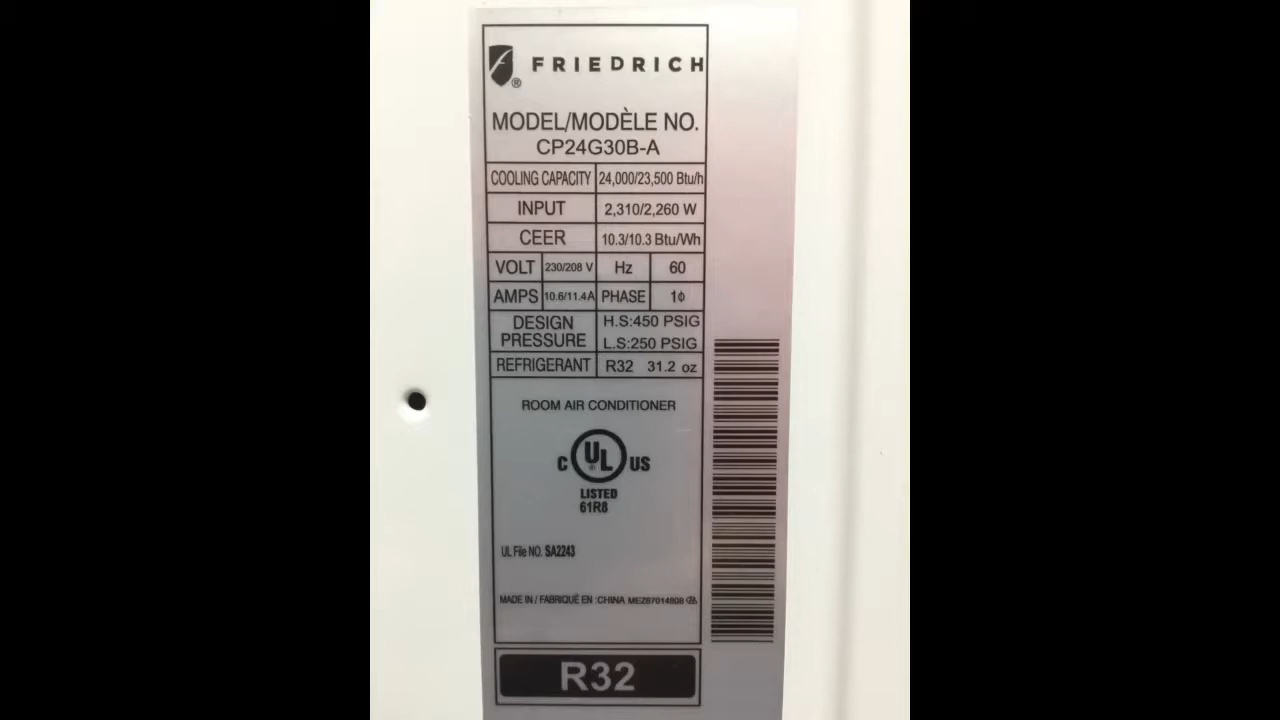 FRIEDRICH
®
MODEL/MODÈLE NO.
CP24G30B-A
COOLING CAPACITY 24,000/23,500 Btu/h
INPUT 2,310/2,260 W
CEER 10.3/10.3 Btu/Wh
VOLT 230/208 V Hz 60
AMPS 10.6/11.4A PHASE 1Φ
DESIGN PRESSURE H.S:450 PSIG
L.S:250 PSIG
REFRIGERANT R32 31.2 oz
ROOM AIR CONDITIONER
C UL US
®
LISTED
61R8
UL File NO. SA2243
MADE IN / FABRIQUÉ EN :CHINA MEZ67014808
R32